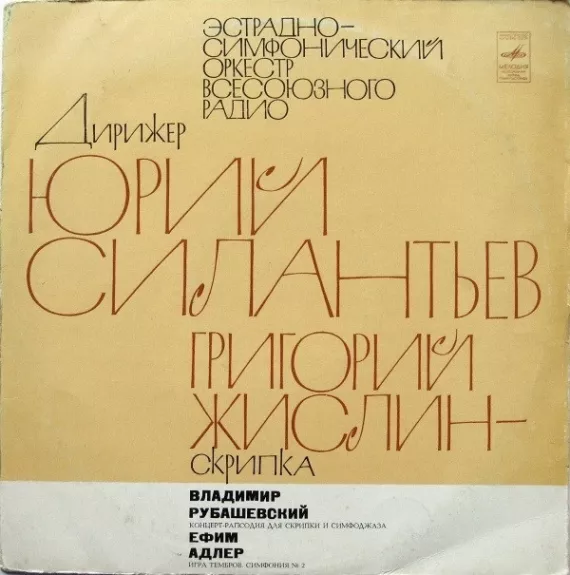 ЭСТРАДНО-
СИМФОНИЧЕСКИЙ
ОРКЕСТР
ВСЕСОЮЗНОГО
РАДИО
МЕЛОДИЯ
Дирижер
ЮРИЙ
СИЛАНТЬЕВ
ГРИГОРИЙ
ЖИСЛИН-
СКРИПКА
ВЛАДИМИР
РУБАШЕВСКИЙ
КОНЦЕРТ-РАПСОДИЯ ДЛЯ СКРИПКИ И СИМФОДЖАЗА
ЕФИМ
АДЛЕР
ИГРА ТЕМБРОВ. СИМФОНИЯ № 2